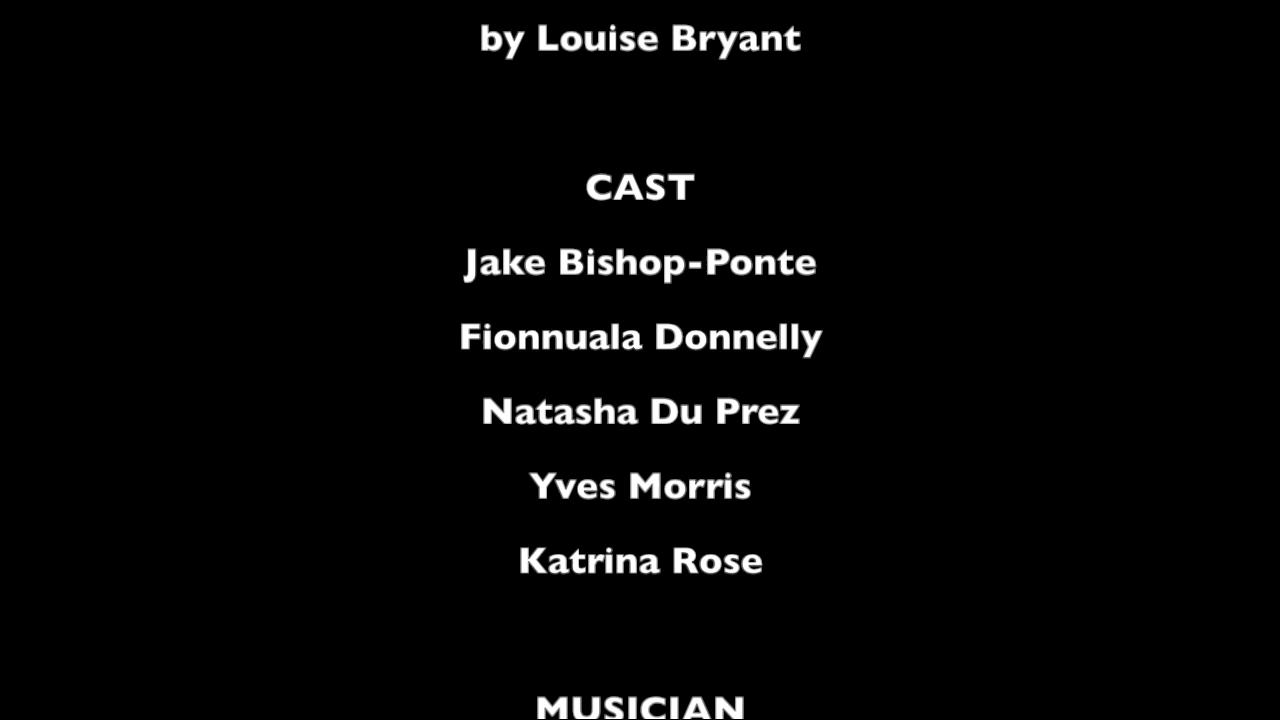 by Louise Bryant
CAST
Jake Bishop-Ponte
Fionnuala Donnelly
Natasha Du Prez
Yves Morris
Katrina Rose
MUSICIAN